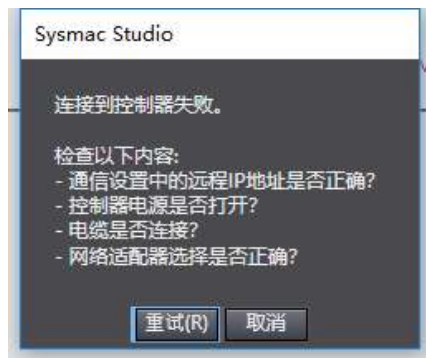 Sysmac Studio
连接到控制器失败。
检查以下内容:
- 通信设置中的远程IP地址是否正确?
- 控制器电源是否打开?
- 电缆是否连接?
- 网络适配器选择是否正确?
重试(R) 取消